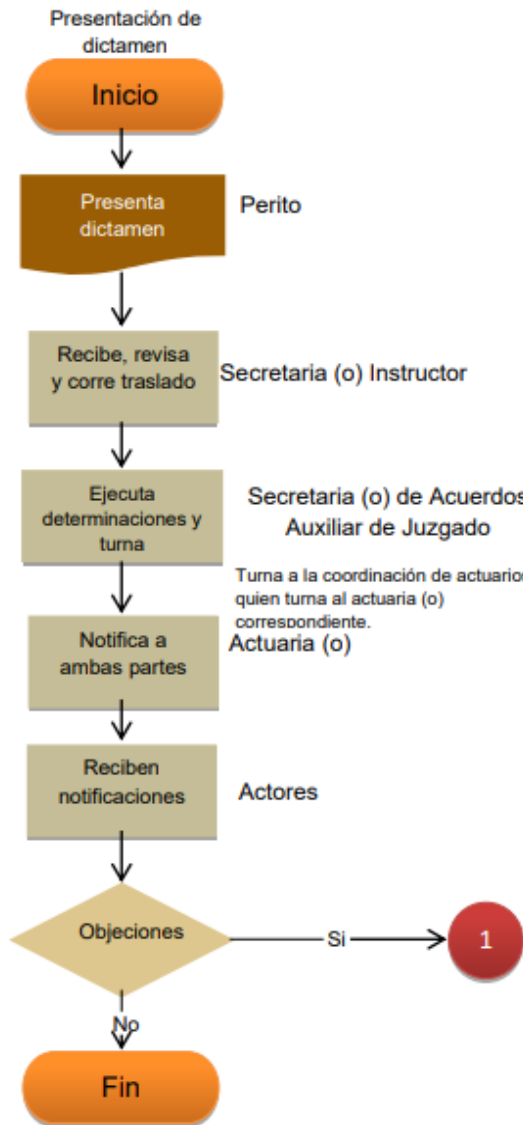 Presentación de
dictamen
Inicio
Presenta
dictamen
Perito
Recibe, revisa
y corre traslado
Secretaria (o) Instructor
Ejecuta
determinaciones y
turna
Secretaria (o) de Acuerdos
Auxiliar de Juzgado
Turna a la coordinación de actuarios
quien turna al actuaria (o)
correspondiente.
Notifica a
ambas partes
Actuaria (o)
Reciben
notificaciones
Actores
Objeciones
Si
1
No
Fin